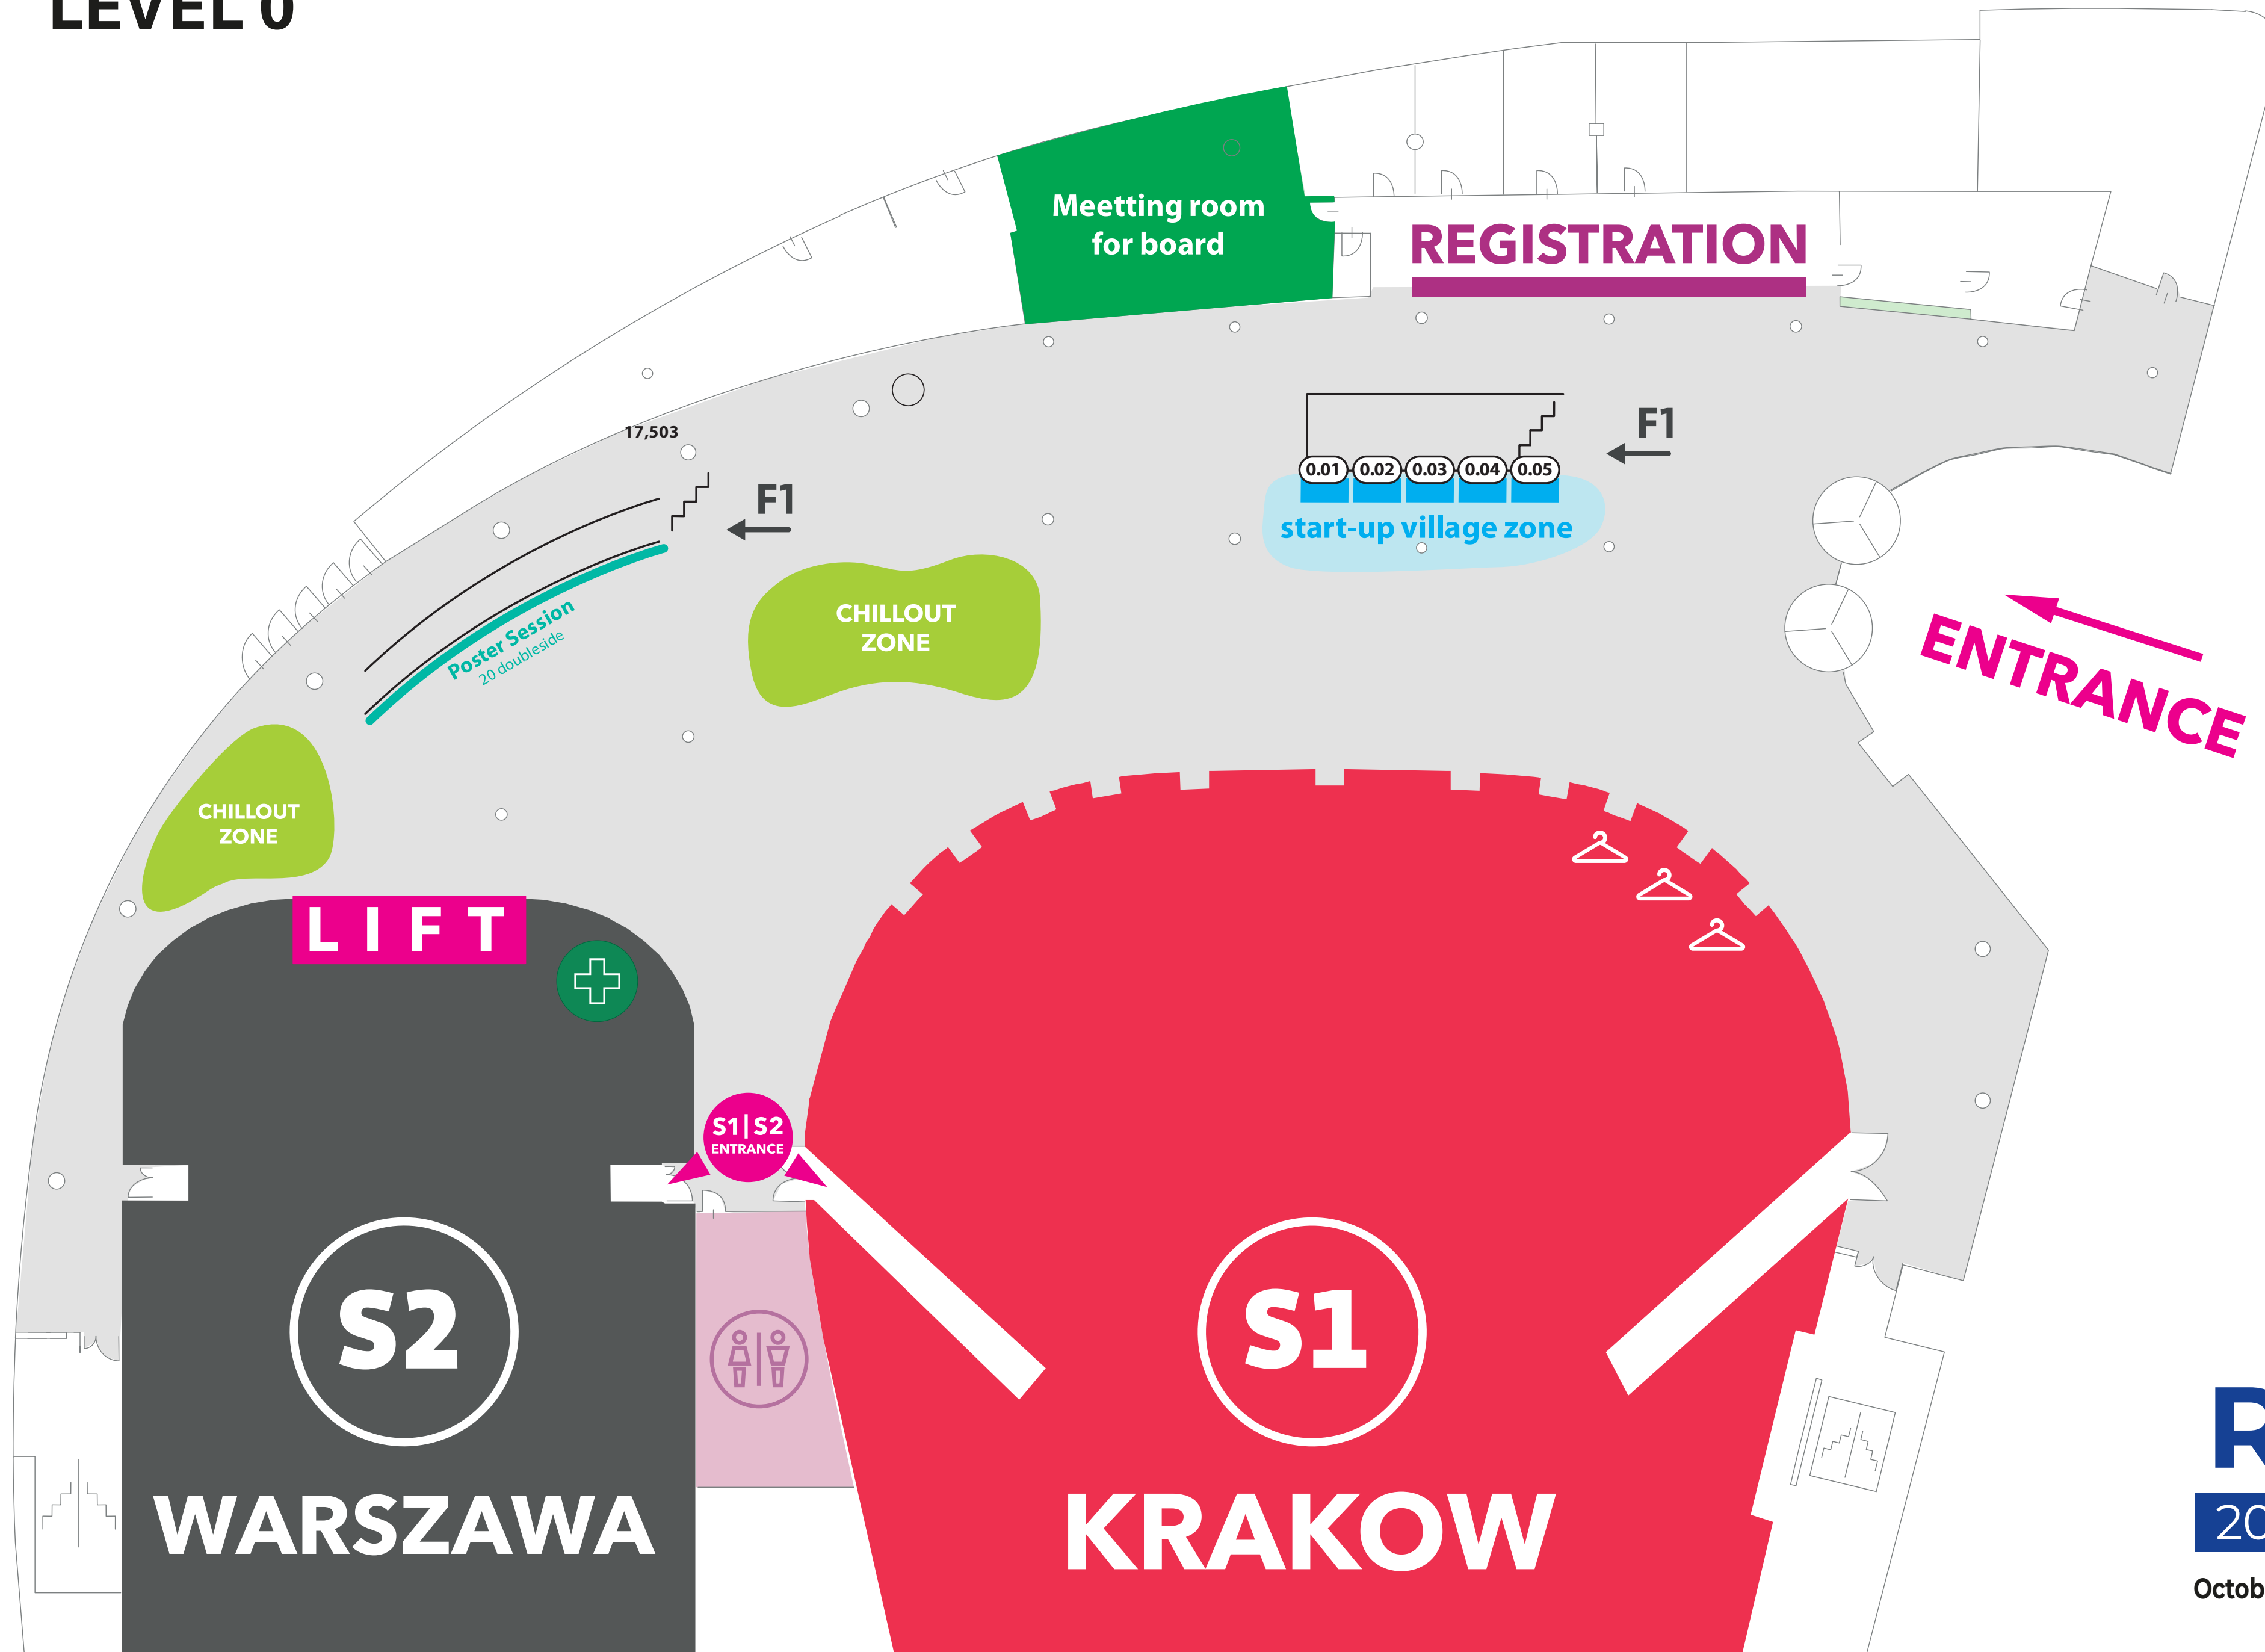 LEVEL 0
Meetting room
for board
REGISTRATION
17,503
F1
F1
0.01 0.02 0.03 0.04 0.05
start-up village zone
Poster Session
20 doubleside
CHILLOUT
ZONE
ENTRANCE
CHILLOUT
ZONE
LIFT
S1|S2
ENTRANCE
S2
S1
WARSZAWA
KRAKOW
R
20
Octob